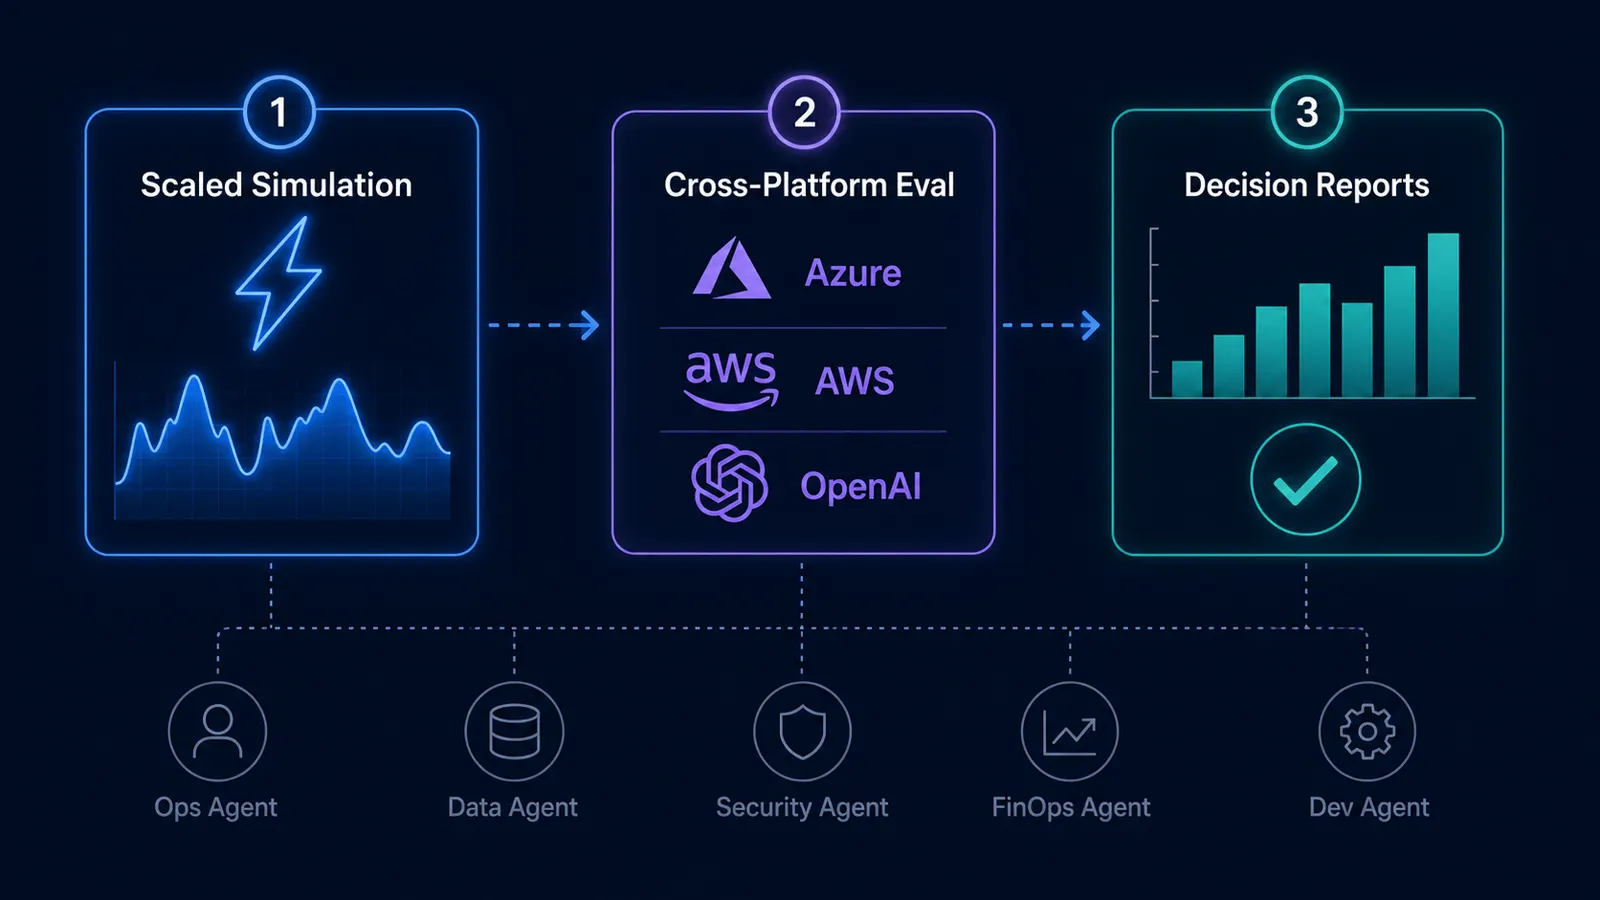 1
Scaled Simulation
2
Cross-Platform Eval
Azure
aws
AWS
OpenAI
3
Decision Reports
Ops Agent
Data Agent
Security Agent
FinOps Agent
Dev Agent